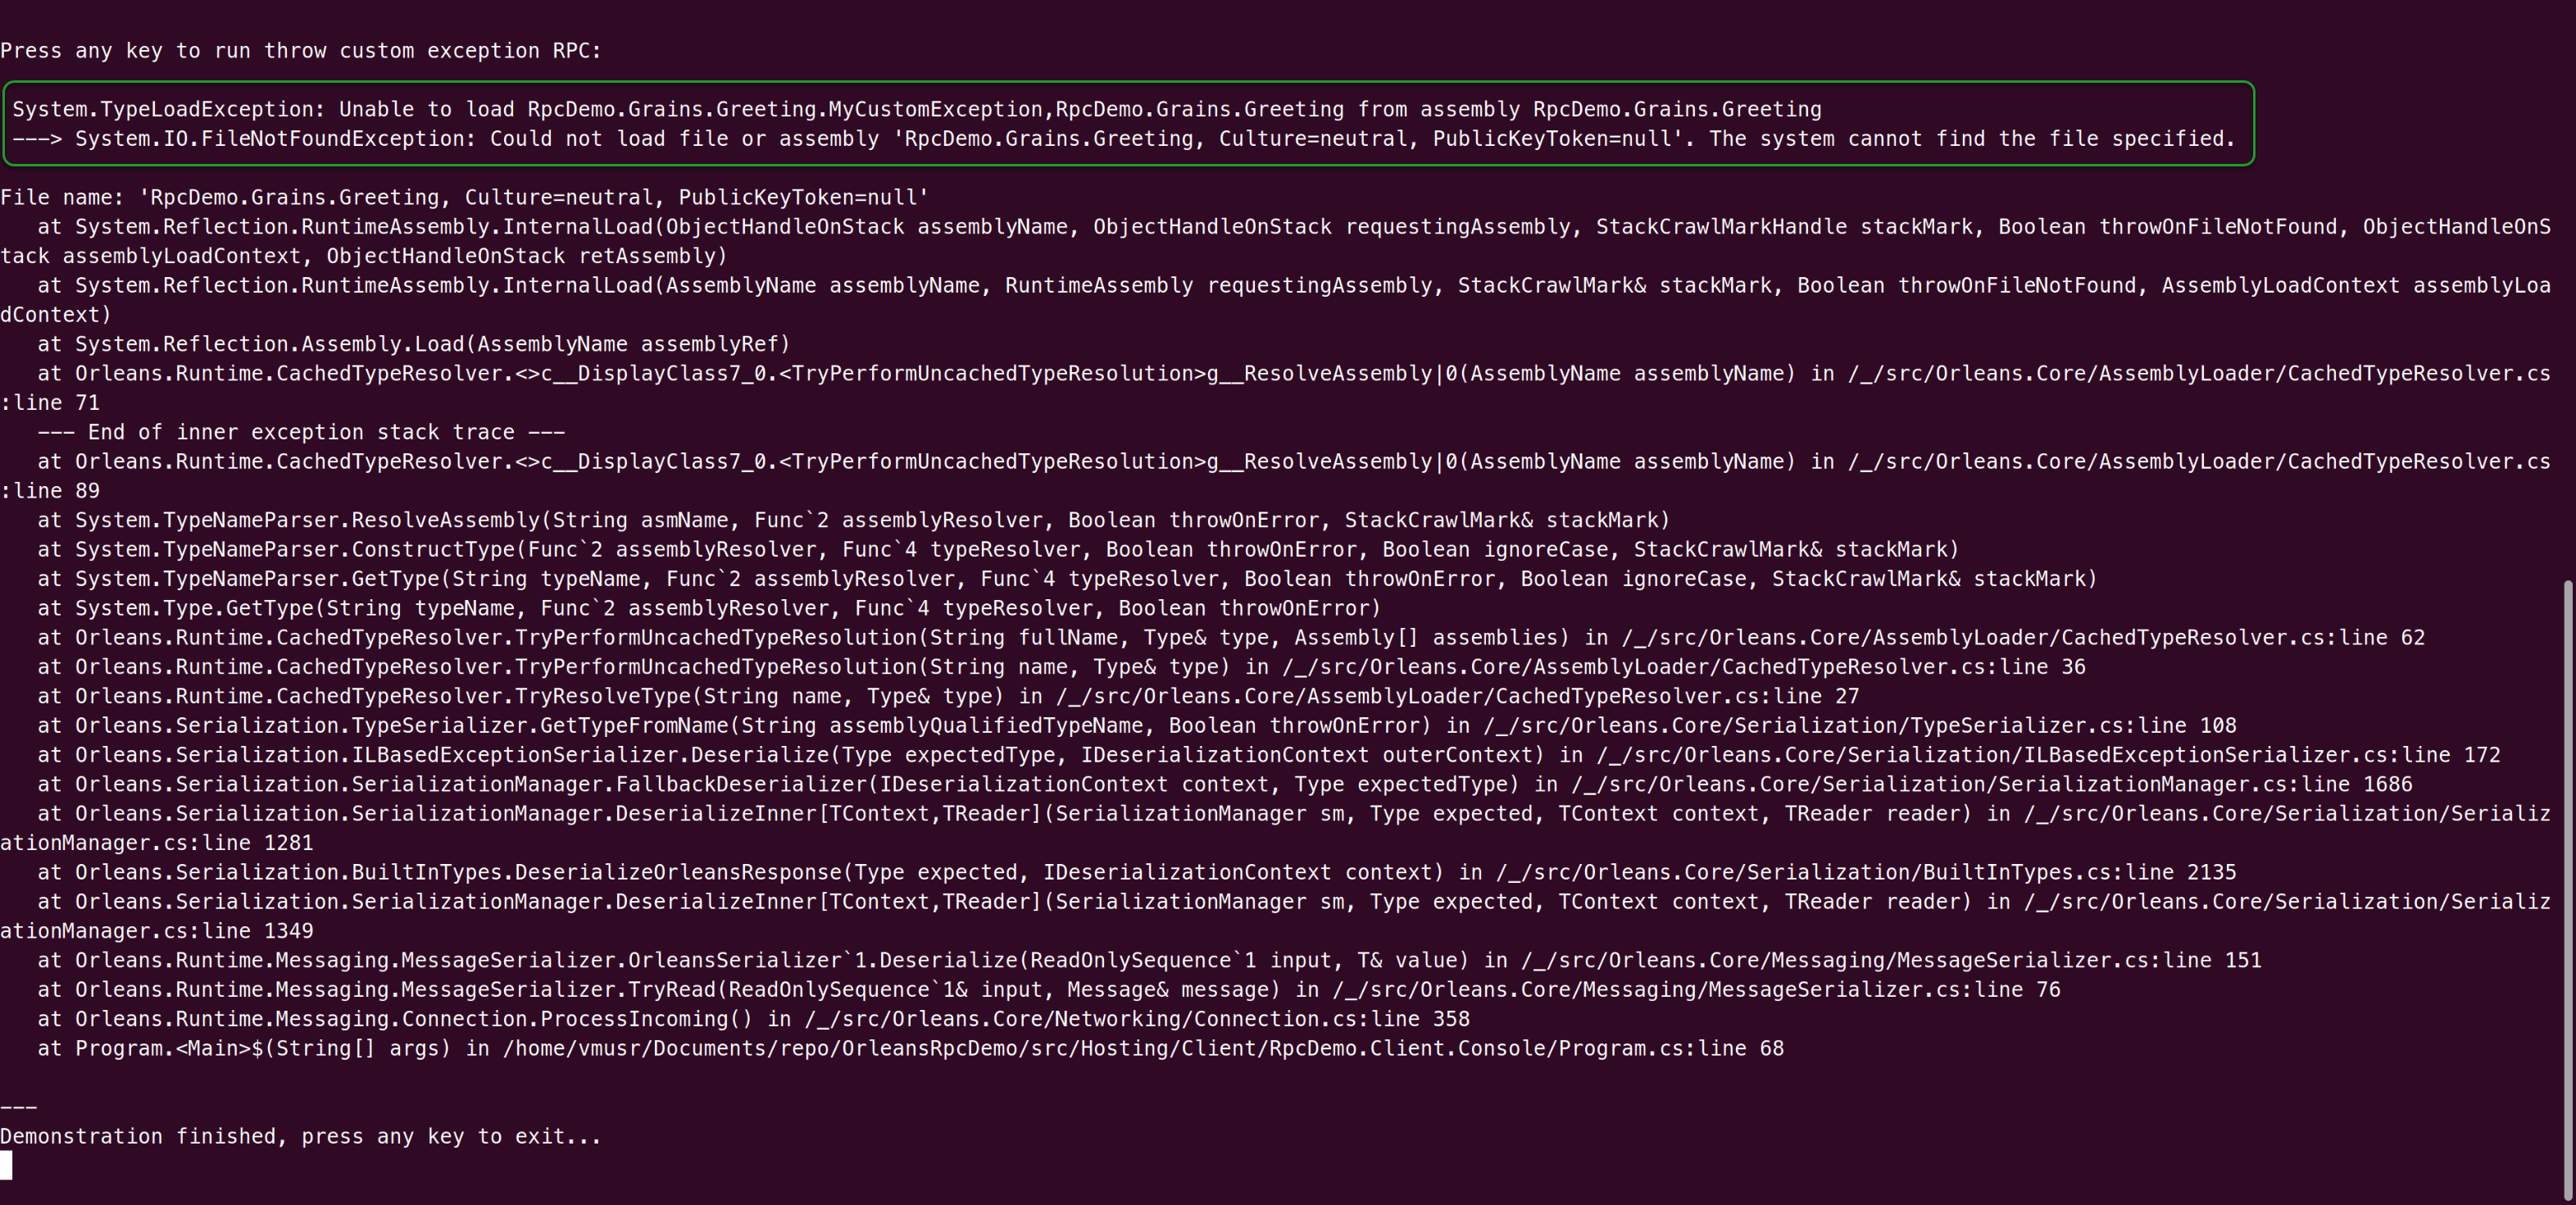 Press any key to run throw custom exception RPC:
System.TypeLoadException: Unable to load RpcDemo.Grains.Greeting.MyCustomException,RpcDemo.Grains.Greeting from assembly RpcDemo.Grains.Greeting
---> System.IO.FileNotFoundException: Could not load file or assembly 'RpcDemo.Grains.Greeting, Culture=neutral, PublicKeyToken=null'. The system cannot find the file specified.
File name: 'RpcDemo.Grains.Greeting, Culture=neutral, PublicKeyToken=null'
   at System.Reflection.RuntimeAssembly.InternalLoad(ObjectHandleOnStack assemblyName, ObjectHandleOnStack requestingAssembly, StackCrawlMarkHandle stackMark, Boolean throwOnFileNotFound, ObjectHandleOnS
tack assemblyLoadContext, ObjectHandleOnStack retAssembly)
   at System.Reflection.RuntimeAssembly.InternalLoad(AssemblyName assemblyName, RuntimeAssembly requestingAssembly, StackCrawlMark& stackMark, Boolean throwOnFileNotFound, AssemblyLoadContext assemblyLoa
dContext)
   at System.Reflection.Assembly.Load(AssemblyName assemblyRef)
   at Orleans.Runtime.CachedTypeResolver.<>c__DisplayClass7_0.<TryPerformUncachedTypeResolution>g__ResolveAssembly|0(AssemblyName assemblyName) in /_/src/Orleans.Core/AssemblyLoader/CachedTypeResolver.cs
:line 71
   --- End of inner exception stack trace ---
   at Orleans.Runtime.CachedTypeResolver.<>c__DisplayClass7_0.<TryPerformUncachedTypeResolution>g__ResolveAssembly|0(AssemblyName assemblyName) in /_/src/Orleans.Core/AssemblyLoader/CachedTypeResolver.cs
:line 89
   at System.TypeNameParser.ResolveAssembly(String asmName, Func`2 assemblyResolver, Boolean throwOnError, StackCrawlMark& stackMark)
   at System.TypeNameParser.ConstructType(Func`2 assemblyResolver, Func`4 typeResolver, Boolean throwOnError, Boolean ignoreCase, StackCrawlMark& stackMark)
   at System.TypeNameParser.GetType(String typeName, Func`2 assemblyResolver, Func`4 typeResolver, Boolean throwOnError, Boolean ignoreCase, StackCrawlMark& stackMark)
   at System.Type.GetType(String typeName, Func`2 assemblyResolver, Func`4 typeResolver, Boolean throwOnError)
   at Orleans.Runtime.CachedTypeResolver.TryPerformUncachedTypeResolution(String fullName, Type& type, Assembly[] assemblies) in /_/src/Orleans.Core/AssemblyLoader/CachedTypeResolver.cs:line 62
   at Orleans.Runtime.CachedTypeResolver.TryPerformUncachedTypeResolution(String name, Type& type) in /_/src/Orleans.Core/AssemblyLoader/CachedTypeResolver.cs:line 36
   at Orleans.Runtime.CachedTypeResolver.TryResolveType(String name, Type& type) in /_/src/Orleans.Core/AssemblyLoader/CachedTypeResolver.cs:line 27
   at Orleans.Serialization.TypeSerializer.GetTypeFromName(String assemblyQualifiedTypeName, Boolean throwOnError) in /_/src/Orleans.Core/Serialization/TypeSerializer.cs:line 108
   at Orleans.Serialization.ILBasedExceptionSerializer.Deserialize(Type expectedType, IDeserializationContext outerContext) in /_/src/Orleans.Core/Serialization/ILBasedExceptionSerializer.cs:line 172
   at Orleans.Serialization.SerializationManager.FallbackDeserializer(IDeserializationContext context, Type expectedType) in /_/src/Orleans.Core/Serialization/SerializationManager.cs:line 1686
   at Orleans.Serialization.SerializationManager.DeserializeInner[TContext,TReader](SerializationManager sm, Type expected, TContext context, TReader reader) in /_/src/Orleans.Core/Serialization/Serializ
ationManager.cs:line 1281
   at Orleans.Serialization.BuiltInTypes.DeserializeOrleansResponse(Type expected, IDeserializationContext context) in /_/src/Orleans.Core/Serialization/BuiltInTypes.cs:line 2135
   at Orleans.Serialization.SerializationManager.DeserializeInner[TContext,TReader](SerializationManager sm, Type expected, TContext context, TReader reader) in /_/src/Orleans.Core/Serialization/Serializ
ationManager.cs:line 1349
   at Orleans.Runtime.Messaging.MessageSerializer.OrleansSerializer`1.Deserialize(ReadOnlySequence`1 input, T& value) in /_/src/Orleans.Core/Messaging/MessageSerializer.cs:line 151
   at Orleans.Runtime.Messaging.MessageSerializer.TryRead(ReadOnlySequence`1& input, Message& message) in /_/src/Orleans.Core/Messaging/MessageSerializer.cs:line 76
   at Orleans.Runtime.Messaging.Connection.ProcessIncoming() in /_/src/Orleans.Core/Networking/Connection.cs:line 358
   at Program.<Main>$(String[] args) in /home/vmusr/Documents/repo/OrleansRpcDemo/src/Hosting/Client/RpcDemo.Client.Console/Program.cs:line 68
---
Demonstration finished, press any key to exit...